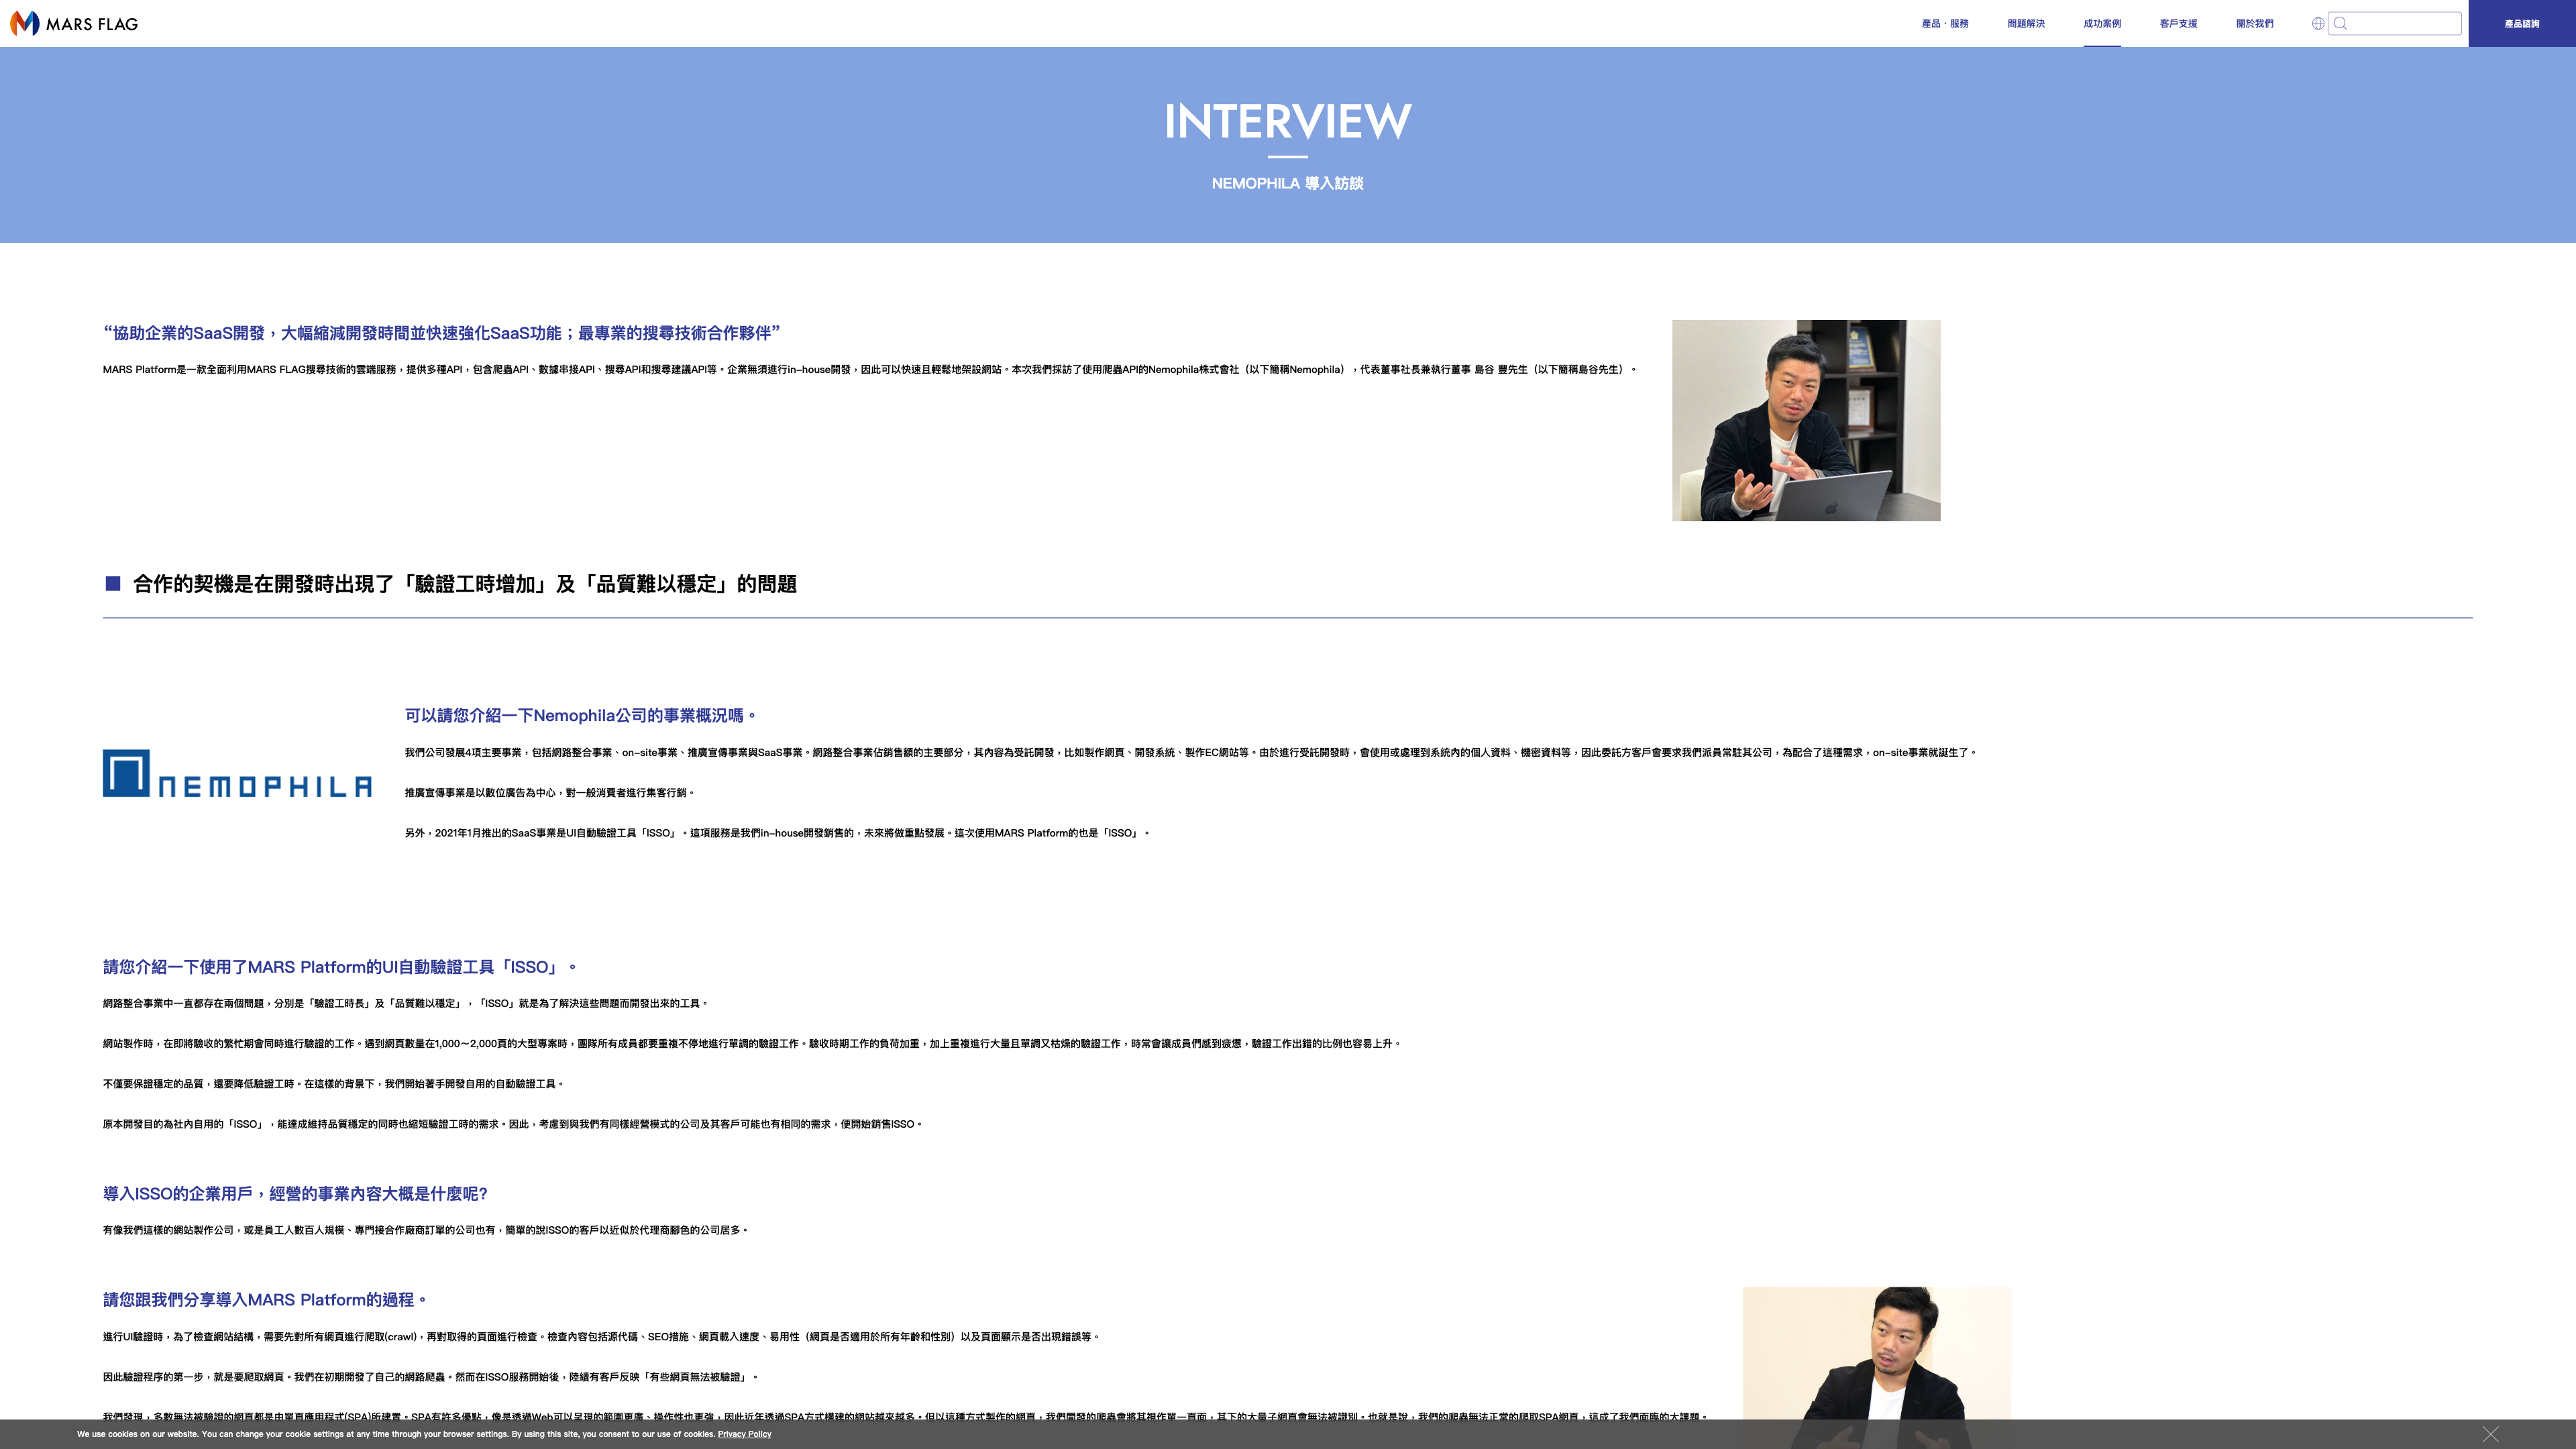 MARS FLAG
產品・服務
問題解決
成功案例
客戶支援
關於我們
產品諮詢
INTERVIEW
NEMOPHILA 導入訪談
“協助企業的SaaS開發，大幅縮減開發時間並快速強化SaaS功能；最專業的搜尋技術合作夥伴”
MARS Platform是一款全面利用MARS FLAG搜尋技術的雲端服務，提供多種API，包含爬蟲API、數據串接API、搜尋API和搜尋建議API等。企業無須進行in-house開發，因此可以快速且輕鬆地架設網站。本次我們採訪了使用爬蟲API的Nemophila株式會社（以下簡稱Nemophila），代表董事社長兼執行董事 島谷 豐先生（以下簡稱島谷先生）。
■ 合作的契機是在開發時出現了「驗證工時增加」及「品質難以穩定」的問題
NEMOPHILA
可以請您介紹一下Nemophila公司的事業概況嗎。
我們公司發展4項主要事業，包括網路整合事業、on-site事業、推廣宣傳事業與SaaS事業。網路整合事業佔銷售額的主要部分，其內容為受託開發，比如製作網頁、開發系統、製作EC網站等。由於進行受託開發時，會使用或處理到系統內的個人資料、機密資料等，因此委託方客戶會要求我們派員常駐其公司，為配合了這種需求，on-site事業就誕生了。
推廣宣傳事業是以數位廣告為中心，對一般消費者進行集客行銷。
另外，2021年1月推出的SaaS事業是UI自動驗證工具「ISSO」。這項服務是我們in-house開發銷售的，未來將做重點發展。這次使用MARS Platform的也是「ISSO」。
請您介紹一下使用了MARS Platform的UI自動驗證工具「ISSO」。
網路整合事業中一直都存在兩個問題，分別是「驗證工時長」及「品質難以穩定」，「ISSO」就是為了解決這些問題而開發出來的工具。
網站製作時，在即將驗收的繁忙期會同時進行驗證的工作。遇到網頁數量在1,000～2,000頁的大型專案時，團隊所有成員都要重複不停地進行單調的驗證工作。驗收時期工作的負荷加重，加上重複進行大量且單調又枯燥的驗證工作，時常會讓成員們感到疲憊，驗證工作出錯的比例也容易上升。
不僅要保證穩定的品質，還要降低驗證工時。在這樣的背景下，我們開始著手開發自用的自動驗證工具。
原本開發目的為社內自用的「ISSO」，能達成維持品質穩定的同時也縮短驗證工時的需求。因此，考慮到與我們有同樣經營模式的公司及其客戶可能也有相同的需求，便開始銷售ISSO。
導入ISSO的企業用戶，經營的事業內容大概是什麼呢?
有像我們這樣的網站製作公司，或是員工人數百人規模、專門接合作廠商訂單的公司也有，簡單的說ISSO的客戶以近似於代理商腳色的公司居多。
請您跟我們分享導入MARS Platform的過程。
進行UI驗證時，為了檢查網站結構，需要先對所有網頁進行爬取(crawl)，再對取得的頁面進行檢查。檢查內容包括源代碼、SEO措施、網頁載入速度、易用性（網頁是否適用於所有年齡和性別）以及頁面顯示是否出現錯誤等。
因此驗證程序的第一步，就是要爬取網頁。我們在初期開發了自己的網路爬蟲。然而在ISSO服務開始後，陸續有客戶反映「有些網頁無法被驗證」。
我們發現，多數無法被驗證的網頁都是由單頁應用程式(SPA)所建置。SPA有許多優點，像是透過Web可以呈現的範圍更廣、操作性也更強，因此近年透過SPA方式構建的網站越來越多。但以這種方式製作的網頁，我們開發的爬蟲會將其視作單一頁面，其下的大量子網頁會無法被識別。也就是說，我們的爬蟲無法正常的爬取SPA網頁，這成了我們面臨的大課題。
We use cookies on our website. You can change your cookie settings at any time through your browser settings. By using this site, you consent to our use of cookies. Privacy Policy